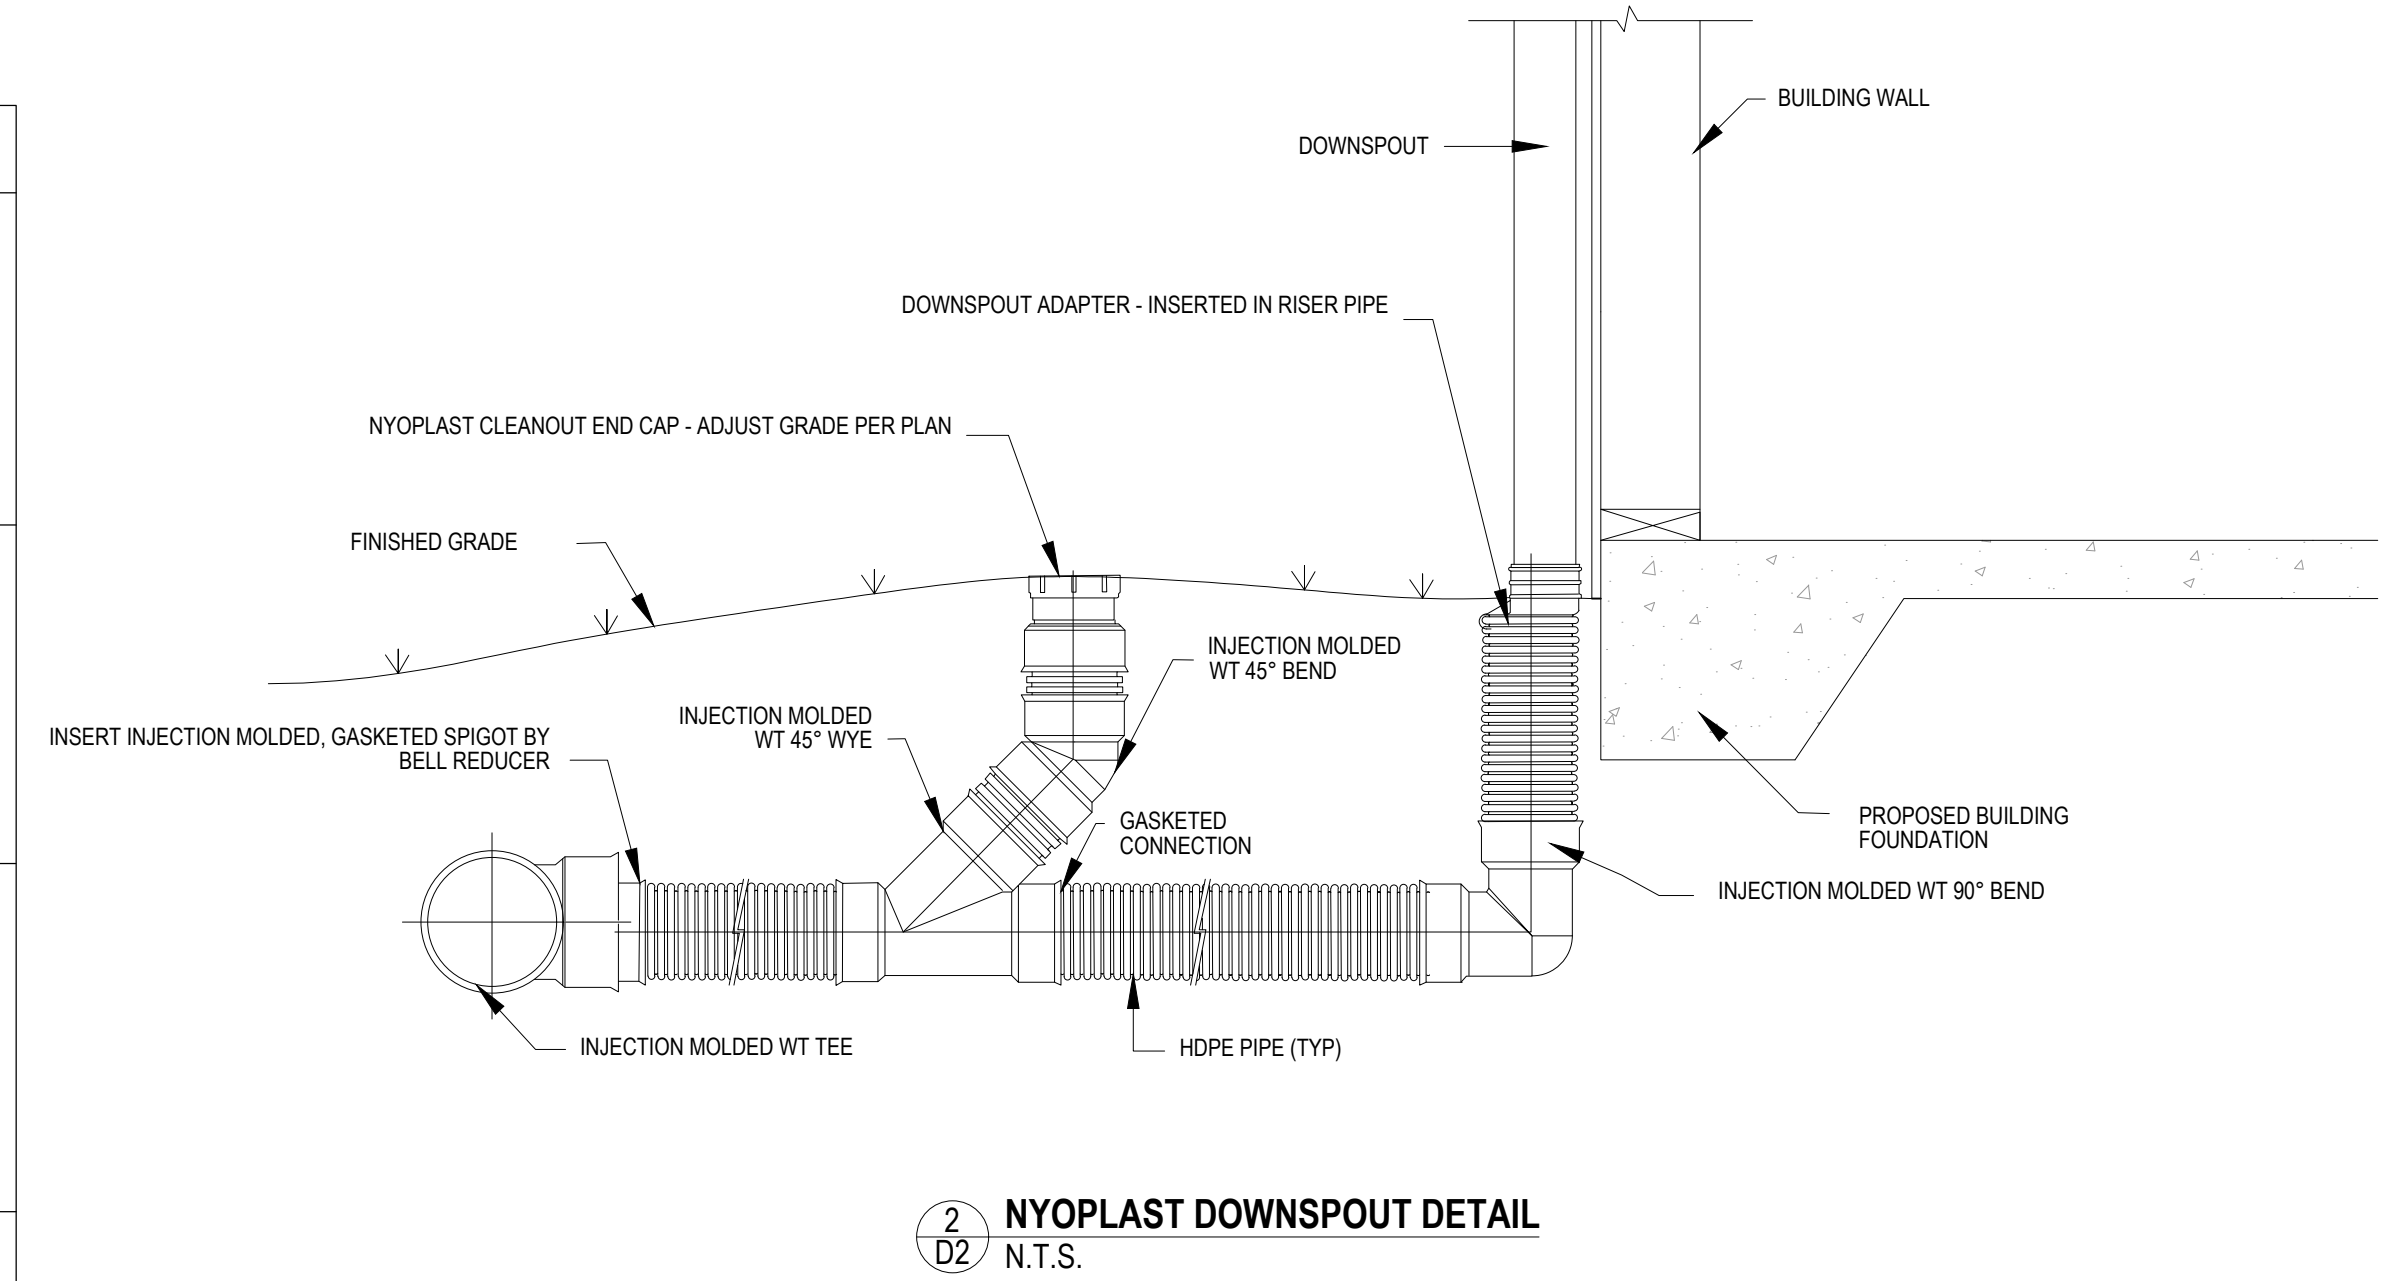 BUILDING WALL
DOWNSPOUT
DOWNSPOUT ADAPTER - INSERTED IN RISER PIPE
NYOPLAST CLEANOUT END CAP - ADJUST GRADE PER PLAN
FINISHED GRADE
INJECTION MOLDED
WT 45° BEND
INJECTION MOLDED
WT 45° WYE
INSERT INJECTION MOLDED, GASKETED SPIGOT BY
BELL REDUCER
GASKETED
CONNECTION
PROPOSED BUILDING
FOUNDATION
INJECTION MOLDED WT 90° BEND
INJECTION MOLDED WT TEE
HDPE PIPE (TYP)
2
D2
NYOPLAST DOWNSPOUT DETAIL
N.T.S.